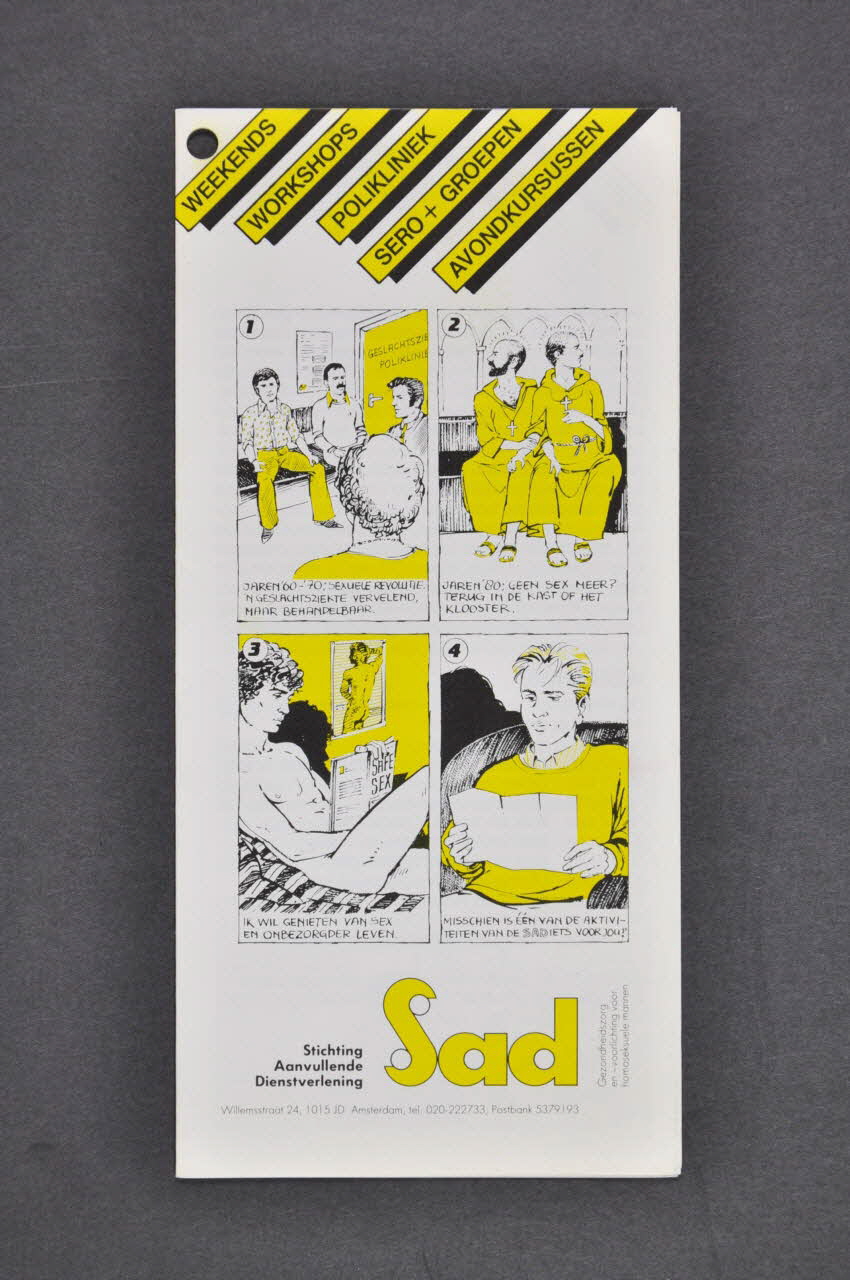 WEEKENDS
WORKSHOPS
POLIKLINIEK
SERO + GROEPEN
AVONDKURSUSSEN
1
GESLACHTSZIE
POLIKLINIE
JAREN '60-'70; SEXUELE REVOLUTIE.
'N GESLACHTSZIEKTE VERVELEND,
MAAR BEHANDELBAAR.
2
JAREN '80; GEEN SEX MEER?
TERUG IN DE KAST OF HET
KLOOSTER.
3
SAFE
SEX
IK WIL GENIETEN VAN SEX
EN ONBEZORGDER LEVEN.
4
MISSCHIEN IS ÉÉN VAN DE AKTIVI-
TEITEN VAN DE SAD IETS VOOR JOU!'
Stichting
Aanvullende
Dienstverlening
Sad
Gezondheidszorg
en -voorlichting voor
homoseksuele mannen
Willemsstraat 24, 1015 JD Amsterdam, tel. 020-222733, Postbank 5379193